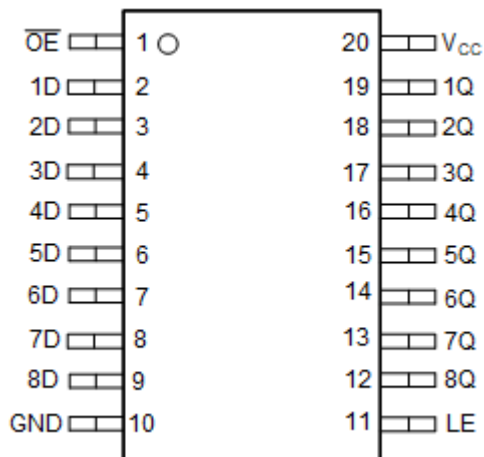 O̅E̅ 1 20 VCC
1D 2 19 1Q
2D 3 18 2Q
3D 4 17 3Q
4D 5 16 4Q
5D 6 15 5Q
6D 7 14 6Q
7D 8 13 7Q
8D 9 12 8Q
GND 10 11 LE